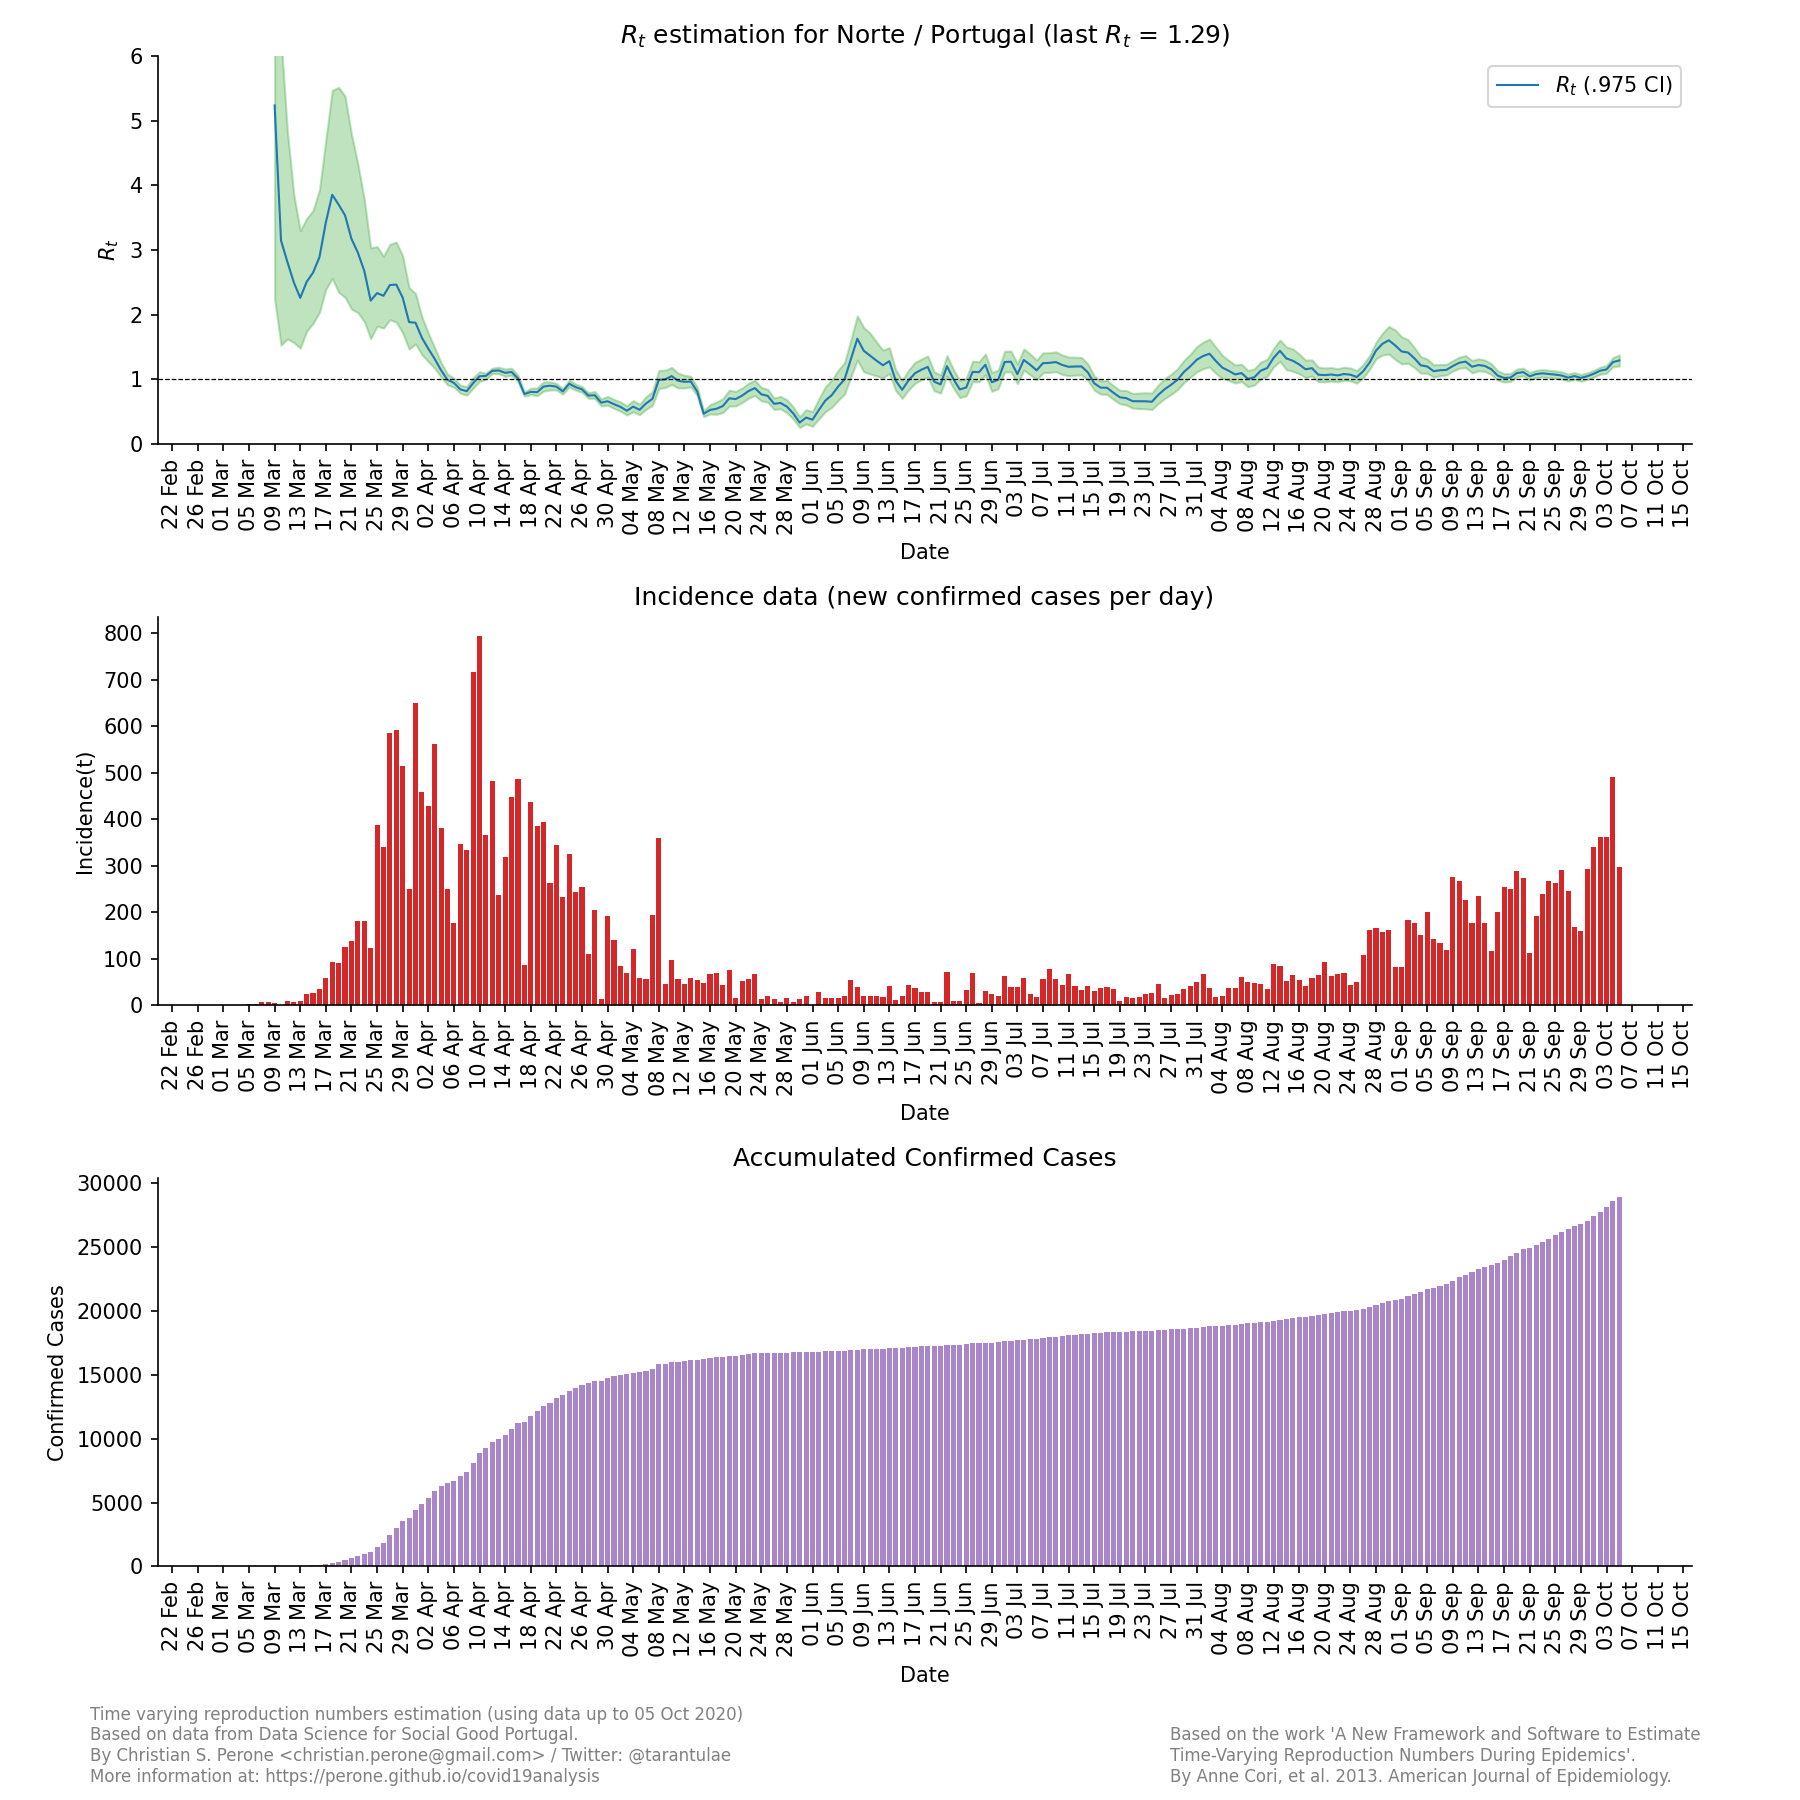 Rt estimation for Norte / Portugal (last Rt = 1.29)
Rt (.975 CI)
Rt
6
5
4
3
2
1
0
22 Feb 26 Feb 01 Mar 05 Mar 09 Mar 13 Mar 17 Mar 21 Mar 25 Mar 29 Mar 02 Apr 06 Apr 10 Apr 14 Apr 18 Apr 22 Apr 26 Apr 30 Apr 04 May 08 May 12 May 16 May 20 May 24 May 28 May 01 Jun 05 Jun 09 Jun 13 Jun 17 Jun 21 Jun 25 Jun 29 Jun 03 Jul 07 Jul 11 Jul 15 Jul 19 Jul 23 Jul 27 Jul 31 Jul 04 Aug 08 Aug 12 Aug 16 Aug 20 Aug 24 Aug 28 Aug 01 Sep 05 Sep 09 Sep 13 Sep 17 Sep 21 Sep 25 Sep 29 Sep 03 Oct 07 Oct 11 Oct 15 Oct
Date
Incidence data (new confirmed cases per day)
Incidence(t)
800
700
600
500
400
300
200
100
0
22 Feb 26 Feb 01 Mar 05 Mar 09 Mar 13 Mar 17 Mar 21 Mar 25 Mar 29 Mar 02 Apr 06 Apr 10 Apr 14 Apr 18 Apr 22 Apr 26 Apr 30 Apr 04 May 08 May 12 May 16 May 20 May 24 May 28 May 01 Jun 05 Jun 09 Jun 13 Jun 17 Jun 21 Jun 25 Jun 29 Jun 03 Jul 07 Jul 11 Jul 15 Jul 19 Jul 23 Jul 27 Jul 31 Jul 04 Aug 08 Aug 12 Aug 16 Aug 20 Aug 24 Aug 28 Aug 01 Sep 05 Sep 09 Sep 13 Sep 17 Sep 21 Sep 25 Sep 29 Sep 03 Oct 07 Oct 11 Oct 15 Oct
Date
Accumulated Confirmed Cases
Confirmed Cases
30000
25000
20000
15000
10000
5000
0
22 Feb 26 Feb 01 Mar 05 Mar 09 Mar 13 Mar 17 Mar 21 Mar 25 Mar 29 Mar 02 Apr 06 Apr 10 Apr 14 Apr 18 Apr 22 Apr 26 Apr 30 Apr 04 May 08 May 12 May 16 May 20 May 24 May 28 May 01 Jun 05 Jun 09 Jun 13 Jun 17 Jun 21 Jun 25 Jun 29 Jun 03 Jul 07 Jul 11 Jul 15 Jul 19 Jul 23 Jul 27 Jul 31 Jul 04 Aug 08 Aug 12 Aug 16 Aug 20 Aug 24 Aug 28 Aug 01 Sep 05 Sep 09 Sep 13 Sep 17 Sep 21 Sep 25 Sep 29 Sep 03 Oct 07 Oct 11 Oct 15 Oct
Date
Time varying reproduction numbers estimation (using data up to 05 Oct 2020)
Based on data from Data Science for Social Good Portugal.
By Christian S. Perone <christian.perone@gmail.com> / Twitter: @tarantulae
More information at: https://perone.github.io/covid19analysis
Based on the work 'A New Framework and Software to Estimate
Time-Varying Reproduction Numbers During Epidemics'.
By Anne Cori, et al. 2013. American Journal of Epidemiology.